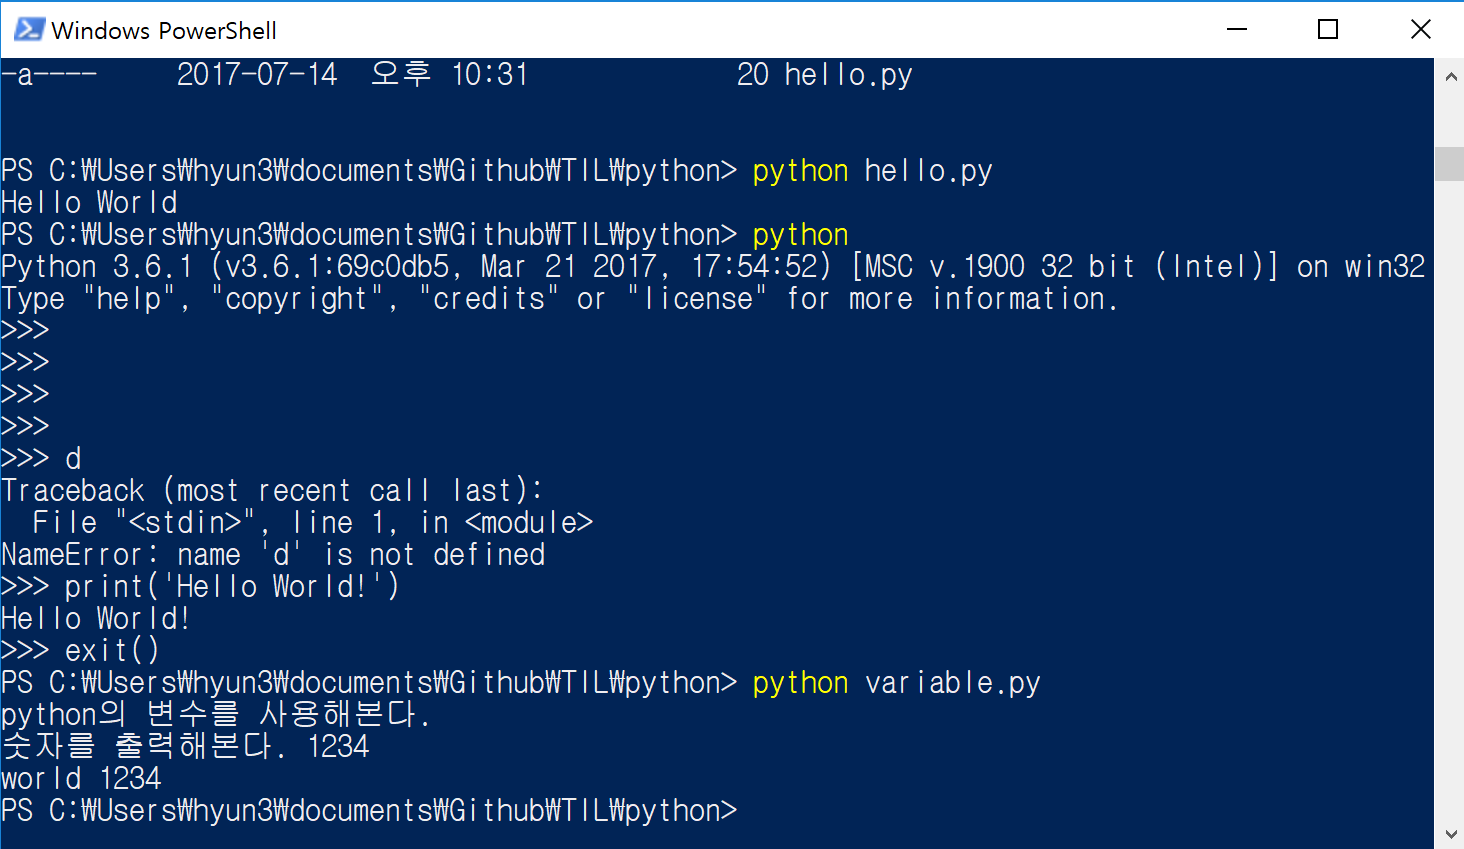 Windows PowerShell
-a---- 2017-07-14 오후 10:31 20 hello.py
PS C:₩Users₩hyun3₩documents₩Github₩TIL₩python> python hello.py
Hello World
PS C:₩Users₩hyun3₩documents₩Github₩TIL₩python> python
Python 3.6.1 (v3.6.1:69c0db5, Mar 21 2017, 17:54:52) [MSC v.1900 32 bit (Intel)] on win32
Type "help", "copyright", "credits" or "license" for more information.
>>>
>>>
>>>
>>>
>>> d
Traceback (most recent call last):
  File "<stdin>", line 1, in <module>
NameError: name 'd' is not defined
>>> print('Hello World!')
Hello World!
>>> exit()
PS C:₩Users₩hyun3₩documents₩Github₩TIL₩python> python variable.py
python의 변수를 사용해본다.
숫자를 출력해본다. 1234
world 1234
PS C:₩Users₩hyun3₩documents₩Github₩TIL₩python>